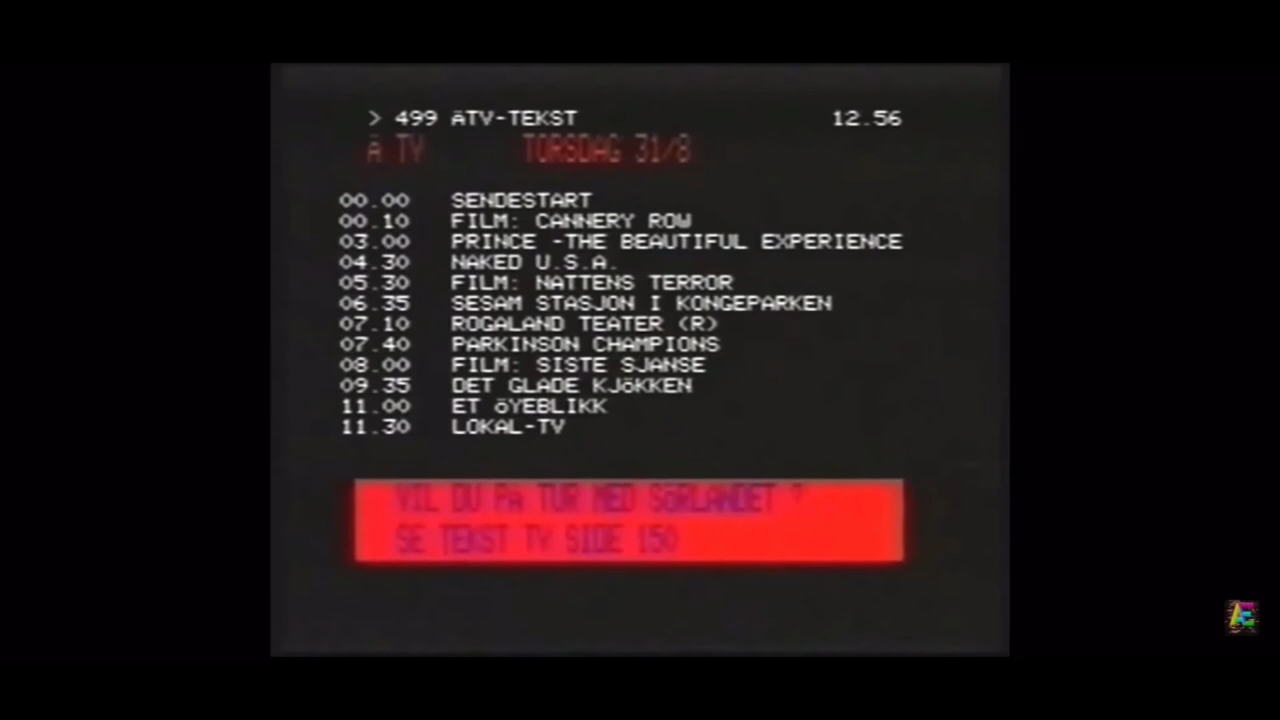 > 499 ÄTV-TEKST 12.56
Ä TV TORSDAG 31/8
00.00 SENDESTART
00.10 FILM: CANNERY ROW
03.00 PRINCE -THE BEAUTIFUL EXPERIENCE
04.30 NAKED U.S.A.
05.30 FILM: NATTENS TERROR
06.35 SESAM STASJON I KONGEPARKEN
07.10 ROGALAND TEATER (R)
07.40 PARKINSON CHAMPIONS
08.00 FILM: SISTE SJANSE
09.35 DET GLADE KJöKKEN
11.00 ET öYEBLIKK
11.30 LOKAL-TV
VIL DU På TUR MED SöRLANDET ?
SE TEKST TV SIDE 150
Æ